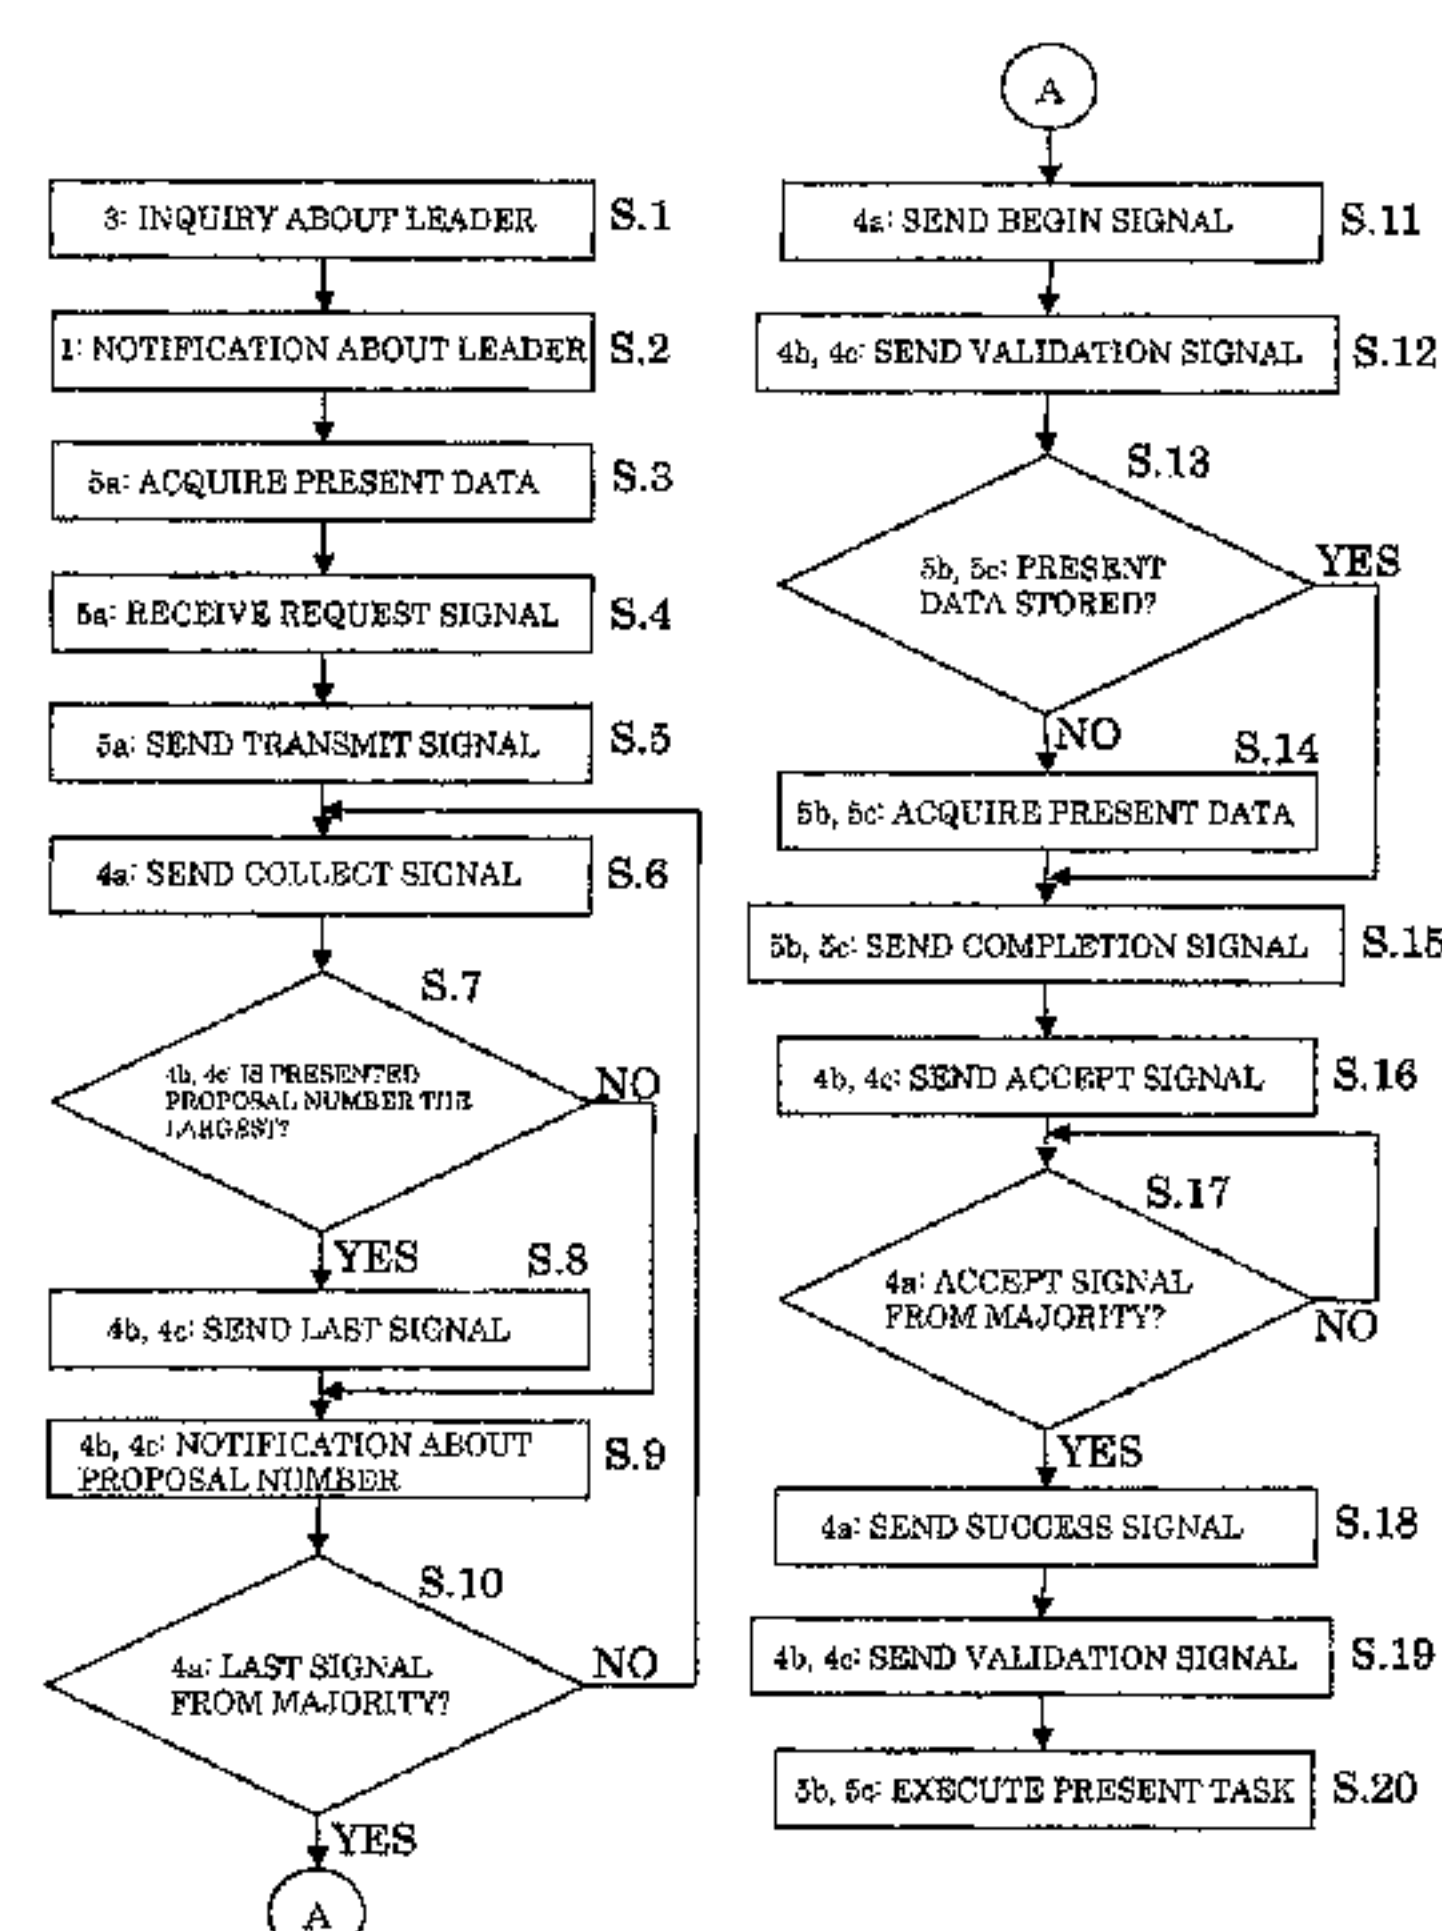 3: INQUIRY ABOUT LEADER
S.1
1: NOTIFICATION ABOUT LEADER
S.2
5a: ACQUIRE PRESENT DATA
S.3
5a: RECEIVE REQUEST SIGNAL
S.4
5a: SEND TRANSMIT SIGNAL
S.5
4a: SEND COLLECT SIGNAL
S.6
S.7
4b, 4c: IS PRESENTED
PROPOSAL NUMBER THE
LARGEST?
NO
YES
S.8
4b, 4c: SEND LAST SIGNAL
4b, 4c: NOTIFICATION ABOUT
PROPOSAL NUMBER
S.9
S.10
4a: LAST SIGNAL
FROM MAJORITY?
NO
YES
A
A
4a: SEND BEGIN SIGNAL
S.11
4b, 4c: SEND VALIDATION SIGNAL
S.12
S.13
5b, 5c: PRESENT
DATA STORED?
YES
NO
S.14
5b, 5c: ACQUIRE PRESENT DATA
5b, 5c: SEND COMPLETION SIGNAL
S.15
4b, 4c: SEND ACCEPT SIGNAL
S.16
S.17
4a: ACCEPT SIGNAL
FROM MAJORITY?
NO
YES
4a: SEND SUCCESS SIGNAL
S.18
4b, 4c: SEND VALIDATION SIGNAL
S.19
5b, 5c: EXECUTE PRESENT TASK
S.20